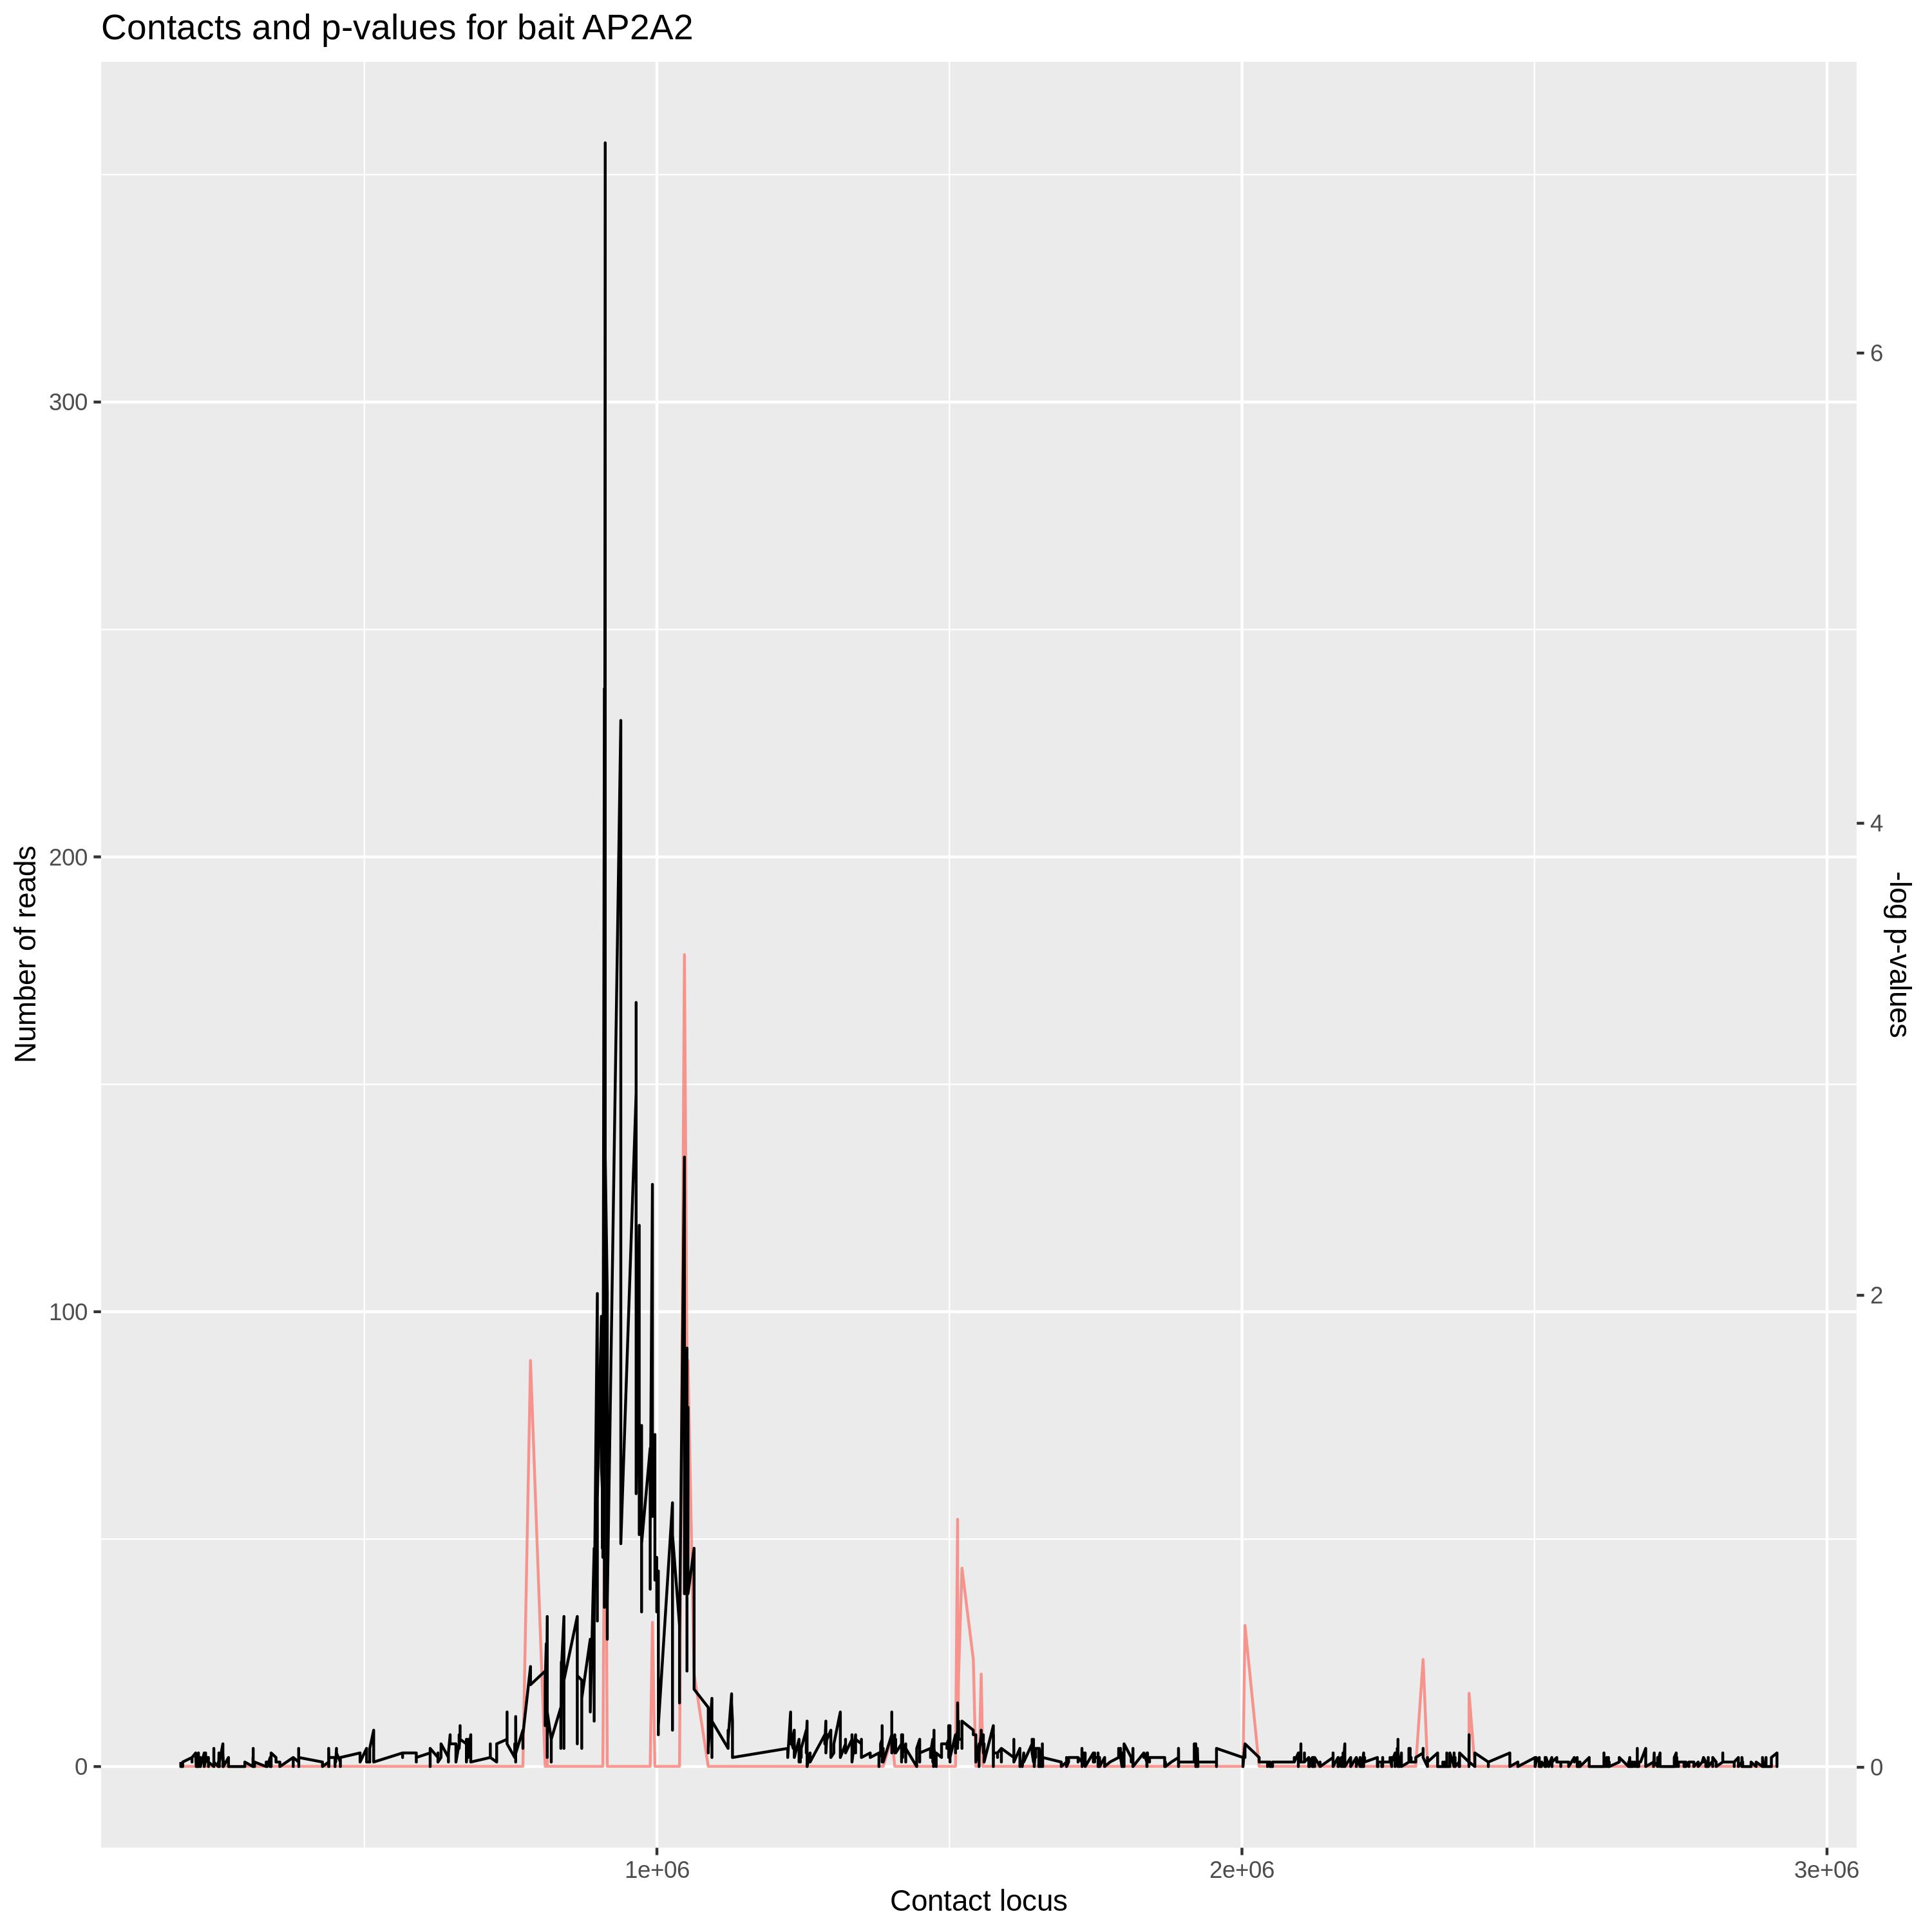 Contacts and p-values for bait AP2A2
Number of reads
300
200
100
0
6
4
2
0
-log p-values
1e+06
2e+06
3e+06
Contact locus